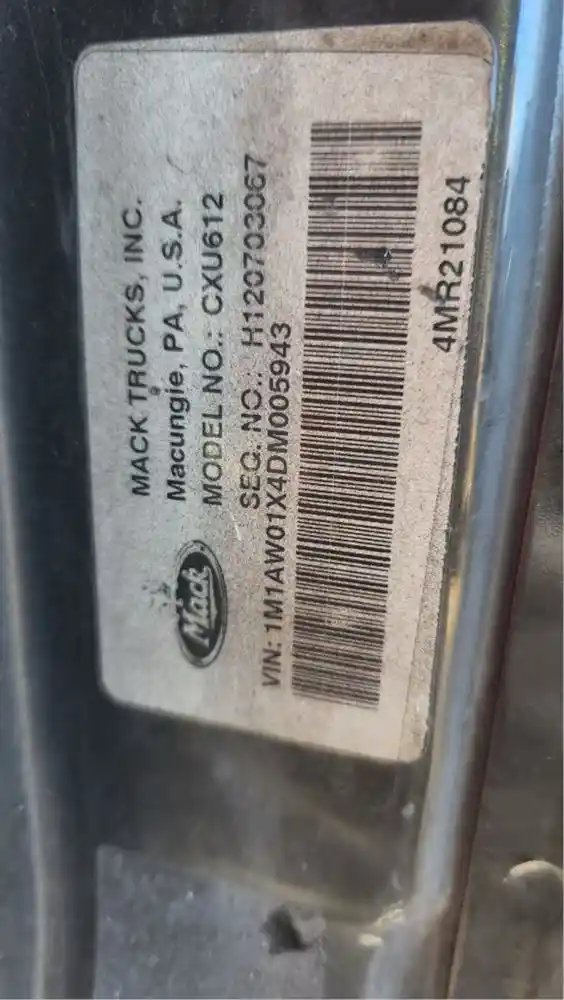 MACK TRUCKS, INC.
Macungie, PA, U.S.A.
MODEL NO.: CXU612
SEQ. NO.: H120703067
Mack
VIN: 1M1AW01X4DM005943
4MR21084